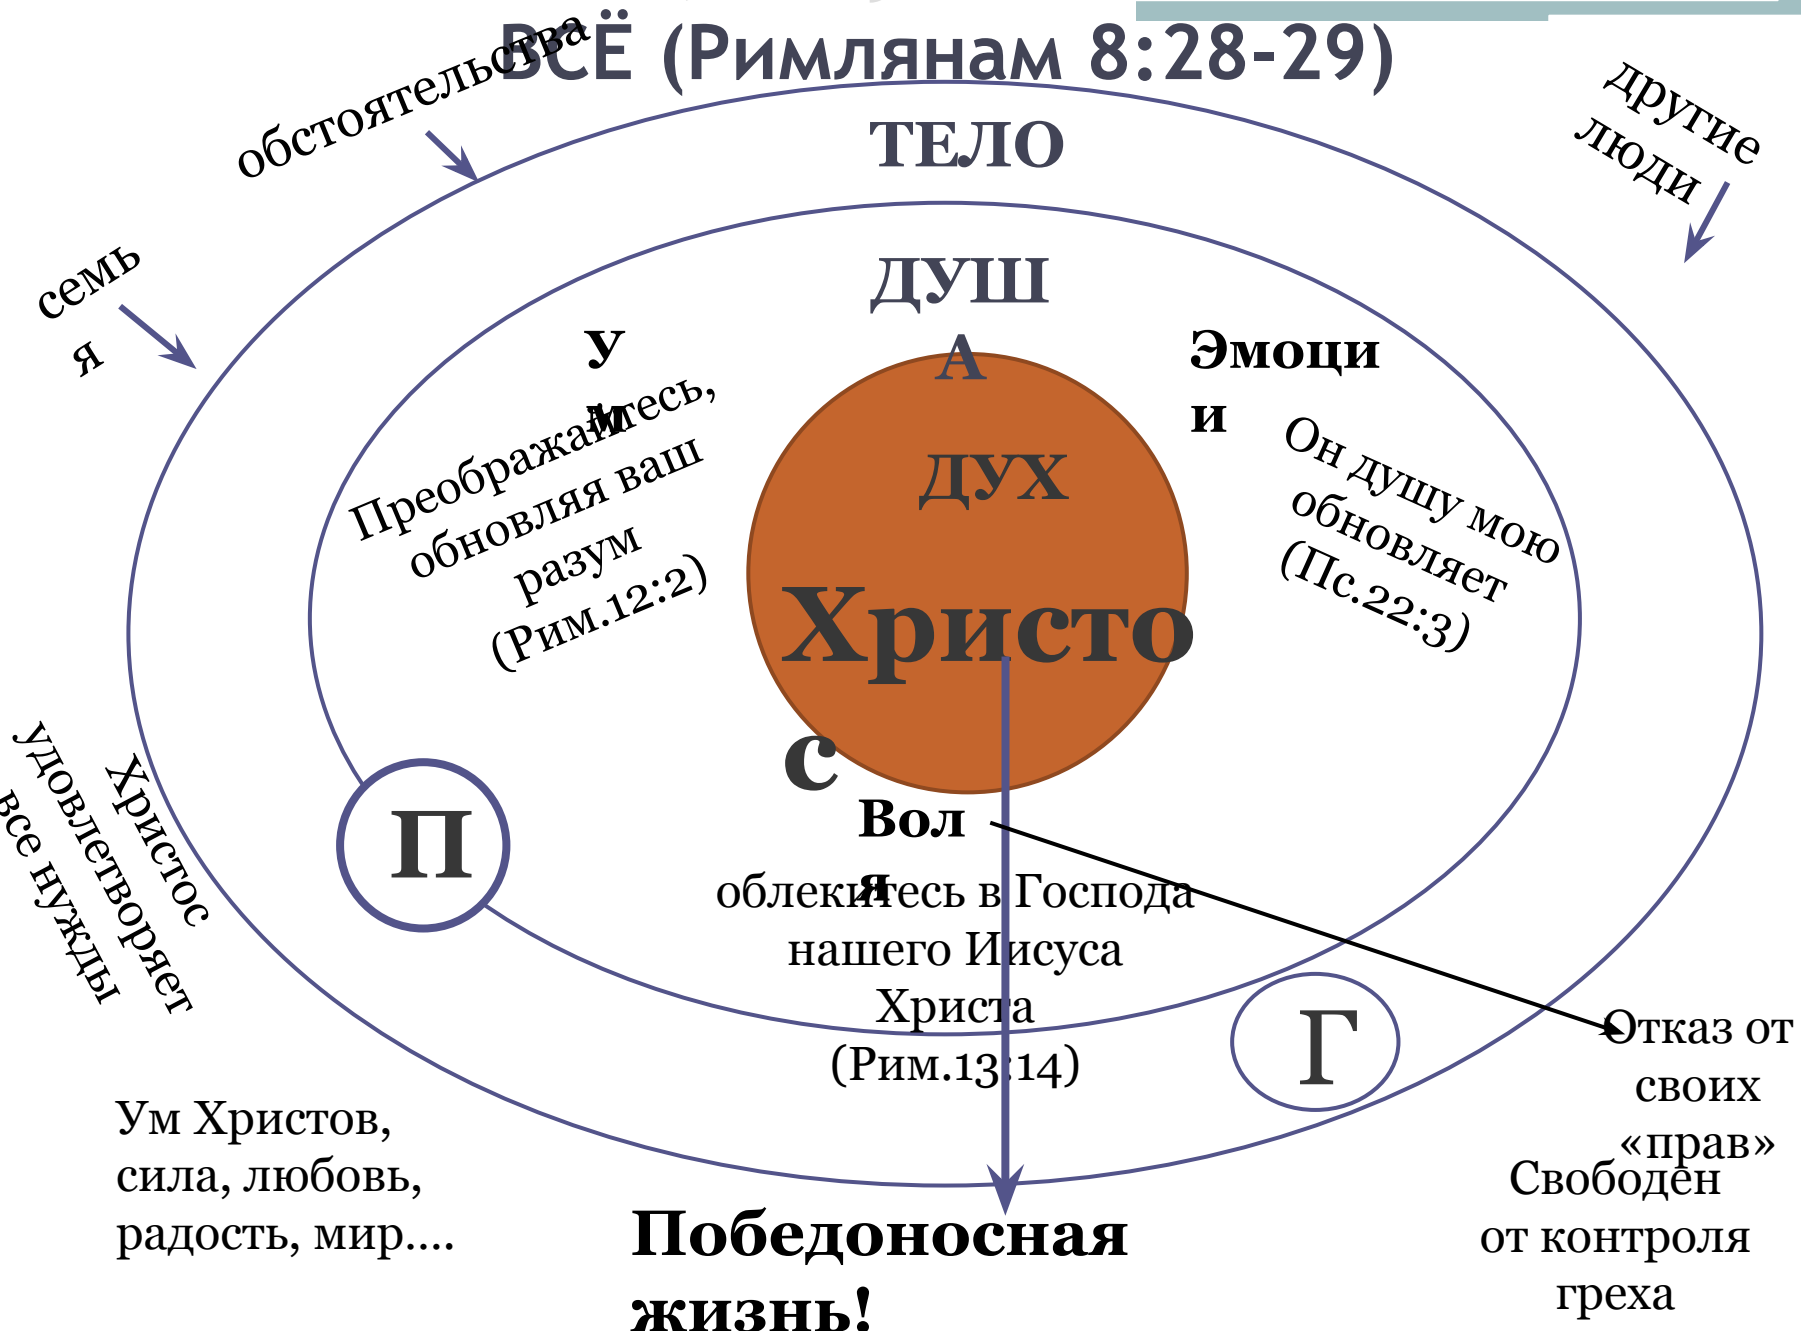 ВСЁ (Римлянам 8:28-29)
обстоятельства
другие
люди
семь
я
ТЕЛО
ДУШ
А
У
м
Эмоци
и
Преображайтесь,
обновляя ваш
разум
(Рим.12:2)
ДУХ
Он душу мою
обновляет
(Пс.22:3)
Христо
с
Христос
удовлетворяет
все нужды
П
Вол
я
облекитесь в Господа
нашего Иисуса
Христа
(Рим.13:14)
Г
Отказ от
своих
«прав»
Ум Христов,
сила, любовь,
радость, мир....
Свободен
от контроля
греха
Победоносная
жизнь!